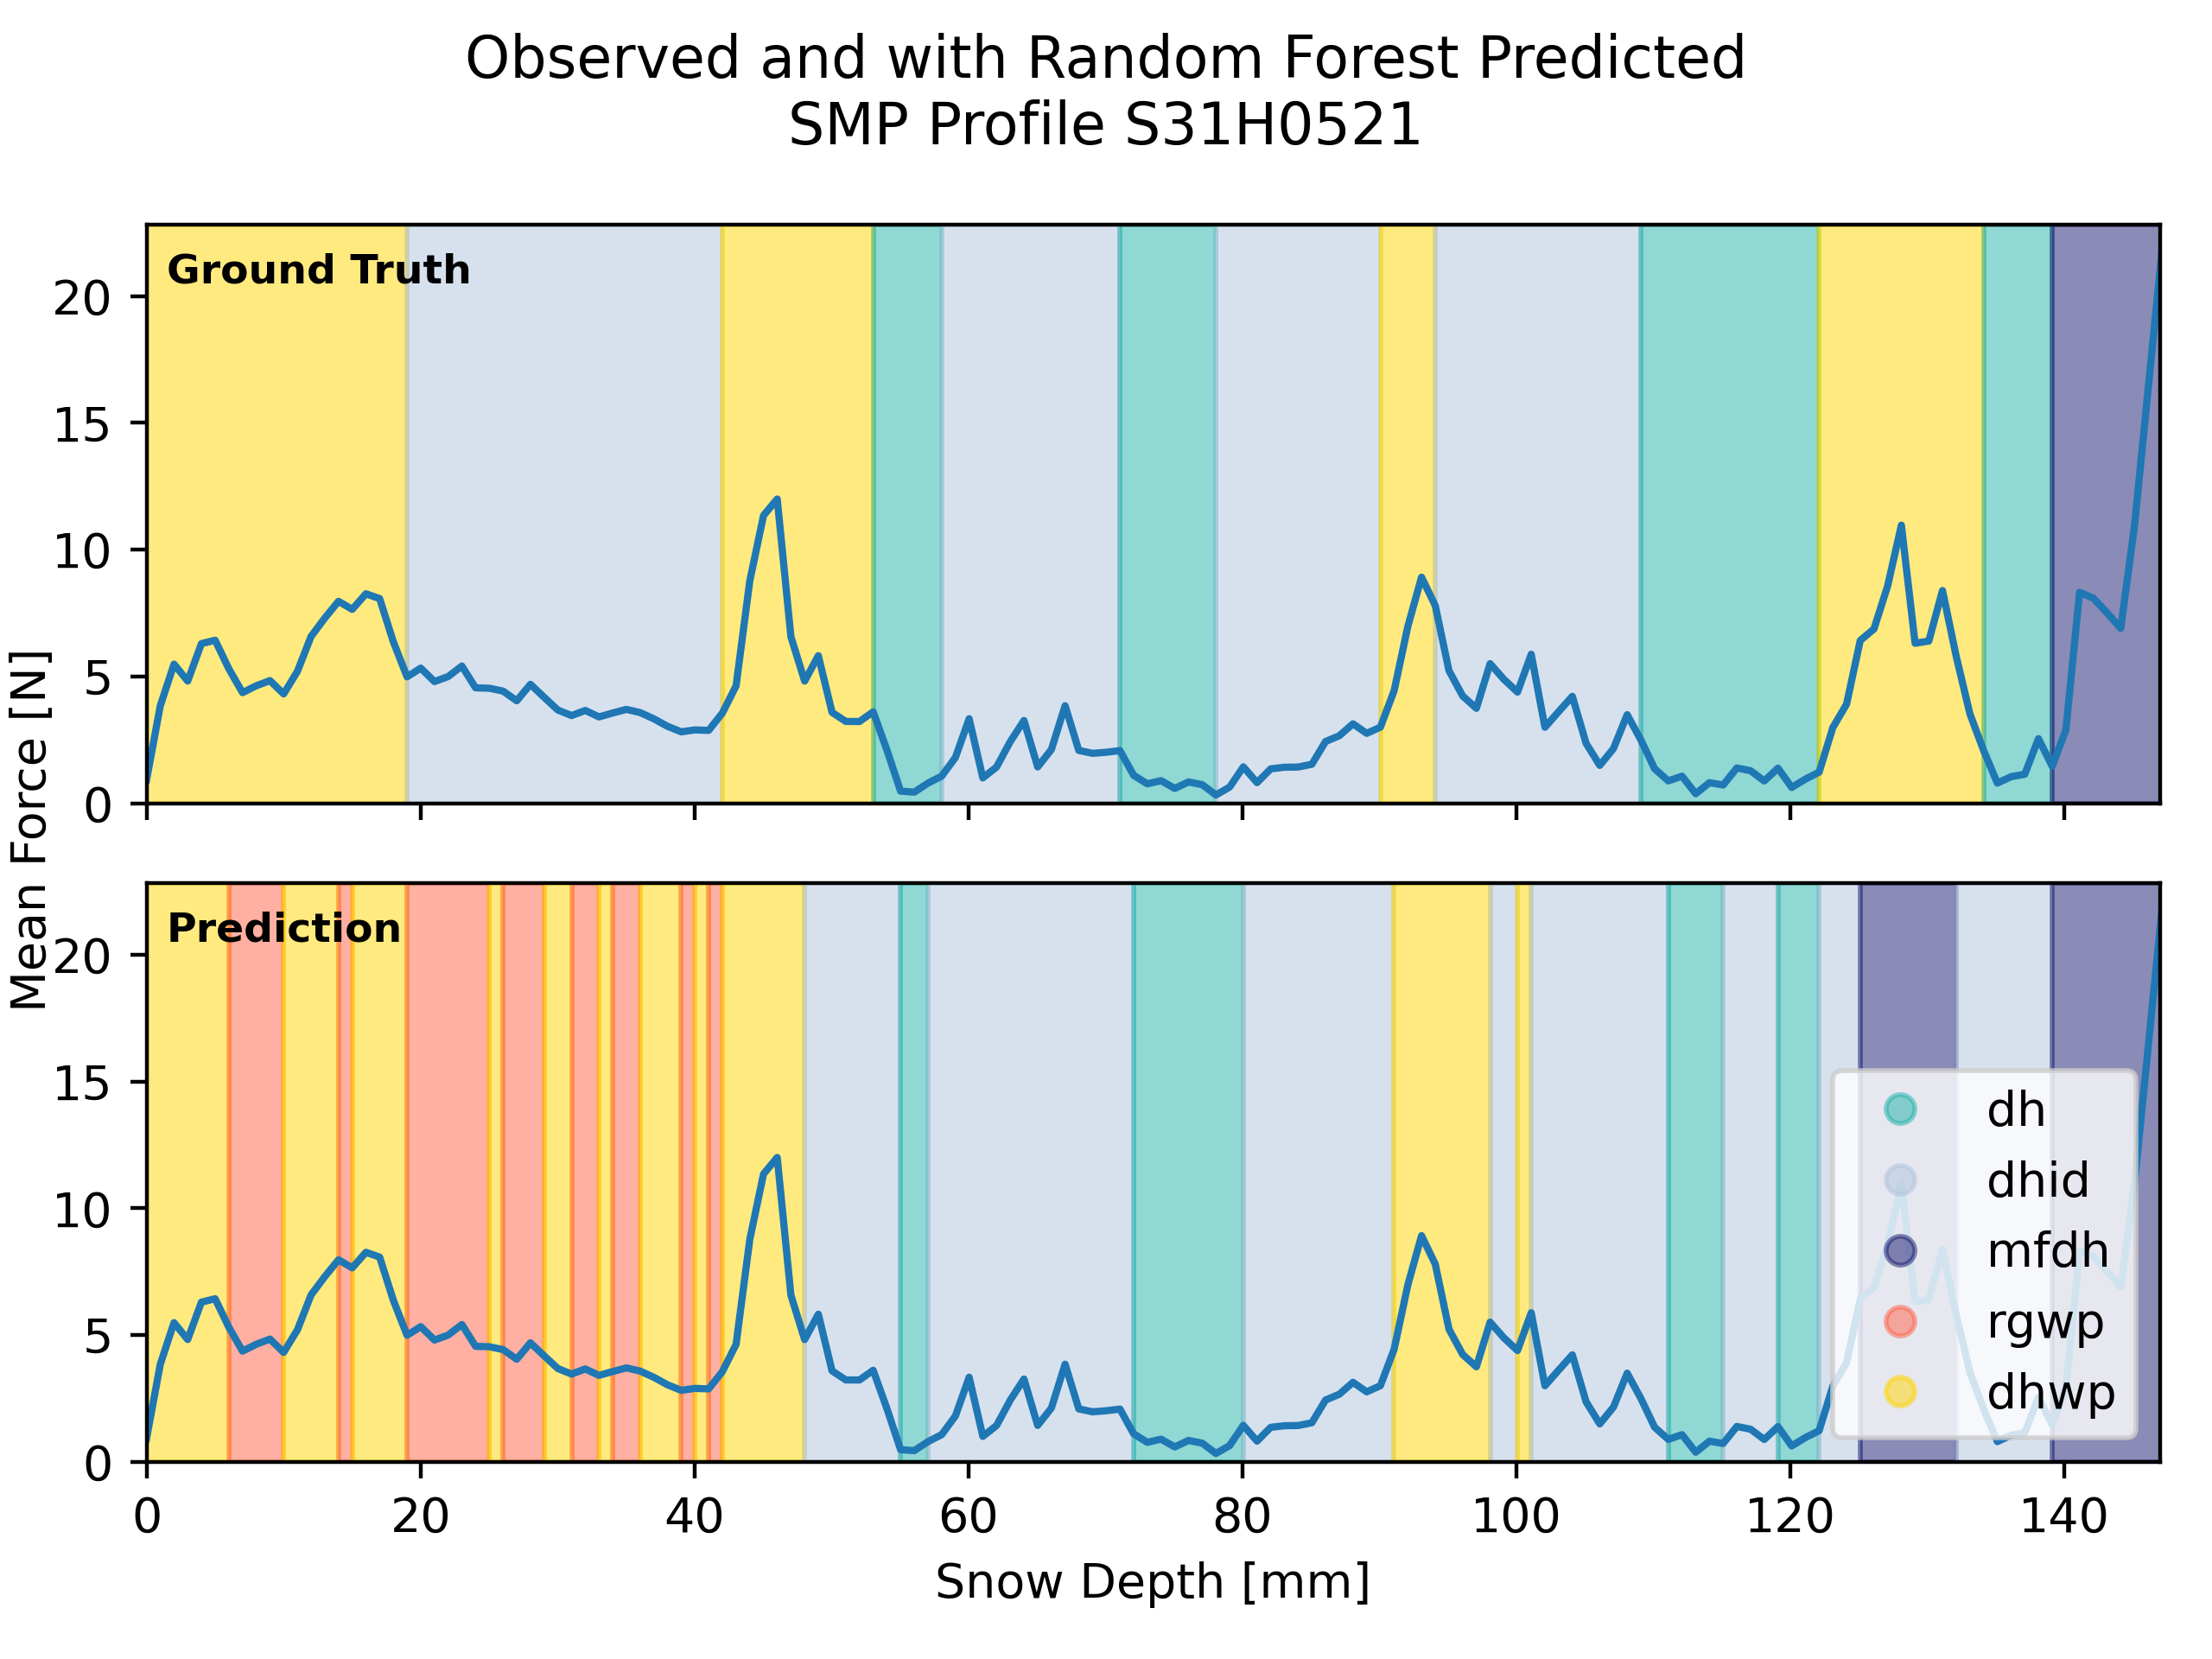 Observed and with Random Forest Predicted
SMP Profile S31H0521
Ground Truth
20
15
10
5
0
Mean Force [N]
Prediction
20
15
10
5
0
dh
dhid
mfdh
rgwp
dhwp
0 20 40 60 80 100 120 140
Snow Depth [mm]